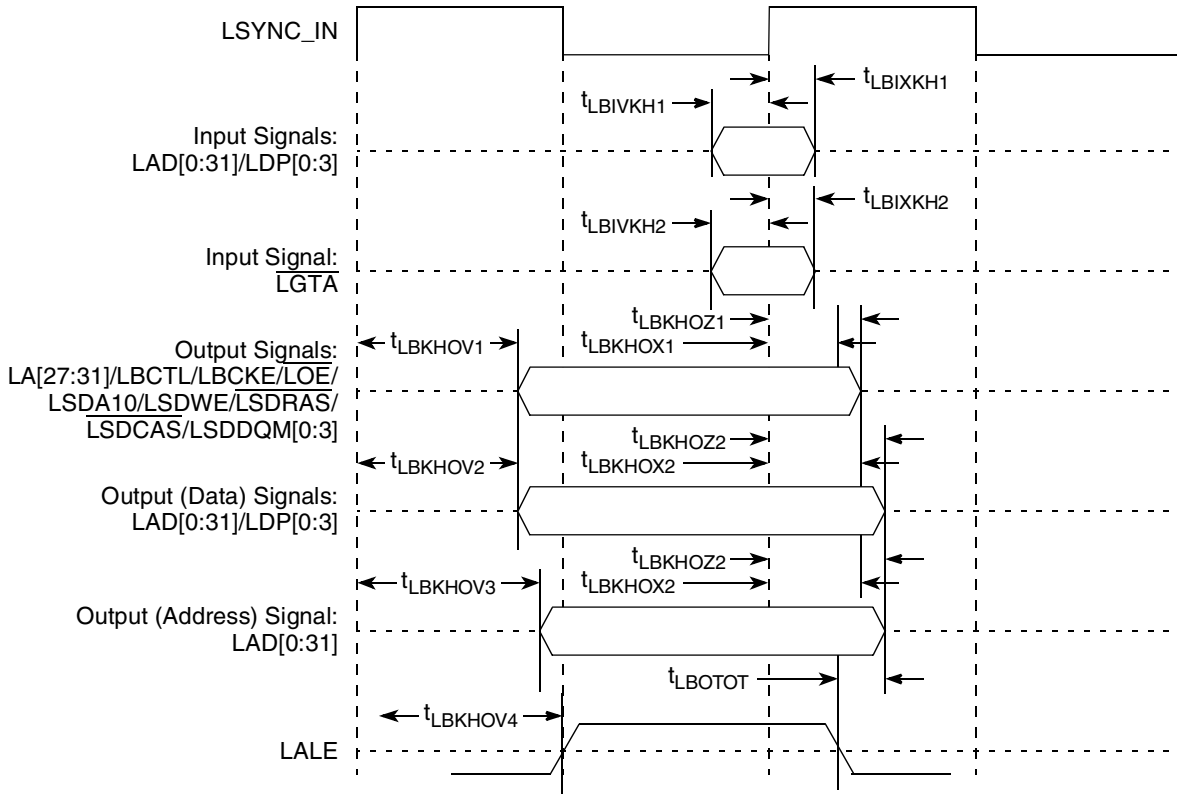 LSYNC_IN
tLBIXKH1
tLBIVKH1
Input Signals:
LAD[0:31]/LDP[0:3]
tLBIXKH2
tLBIVKH2
Input Signal:
LGTA
tLBKHOZ1
tLBKHOV1
tLBKHOX1
Output Signals:
LA[27:31]/LBCTL/LBCKE/LOE/
LSDA10/LSDWE/LSDRAS/
LSDCAS/LSDDQM[0:3]
tLBKHOZ2
tLBKHOV2
tLBKHOX2
Output (Data) Signals:
LAD[0:31]/LDP[0:3]
tLBKHOZ2
tLBKHOV3
tLBKHOX2
Output (Address) Signal:
LAD[0:31]
tLBOTOT
tLBKHOV4
LALE